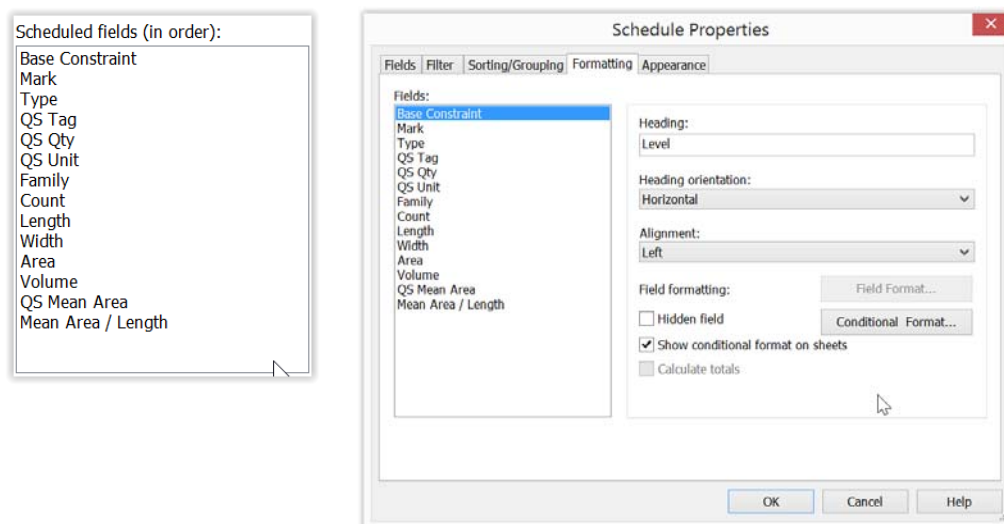 Scheduled fields (in order):
Base Constraint
Mark
Type
QS Tag
QS Qty
QS Unit
Family
Count
Length
Width
Area
Volume
QS Mean Area
Mean Area / Length
Schedule Properties
Fields Filter Sorting/Grouping Formatting Appearance
Fields:
Base Constraint
Mark
Type
QS Tag
QS Qty
QS Unit
Family
Count
Length
Width
Area
Volume
QS Mean Area
Mean Area / Length
Heading:
Level
Heading orientation:
Horizontal
Alignment:
Left
Field formatting:
Field Format...
Hidden field
Conditional Format...
Show conditional format on sheets
Calculate totals
OK Cancel Help